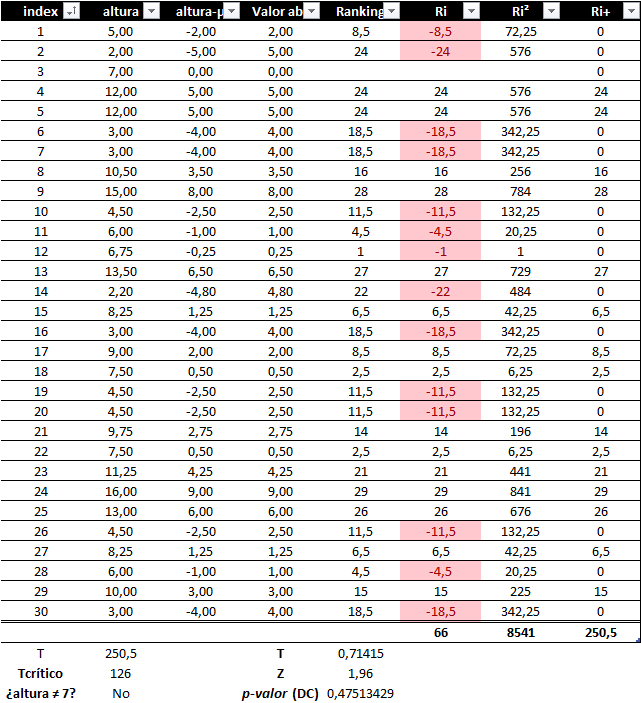 index altura altura-μ Valor ab Ranking Ri Ri² Ri+
1 5,00 -2,00 2,00 8,5 -8,5 72,25 0
2 2,00 -5,00 5,00 24 -24 576 0
3 7,00 0,00 0,00 0
4 12,00 5,00 5,00 24 24 576 24
5 12,00 5,00 5,00 24 24 576 24
6 3,00 -4,00 4,00 18,5 -18,5 342,25 0
7 3,00 -4,00 4,00 18,5 -18,5 342,25 0
8 10,50 3,50 3,50 16 16 256 16
9 15,00 8,00 8,00 28 28 784 28
10 4,50 -2,50 2,50 11,5 -11,5 132,25 0
11 6,00 -1,00 1,00 4,5 -4,5 20,25 0
12 6,75 -0,25 0,25 1 -1 1 0
13 13,50 6,50 6,50 27 27 729 27
14 2,20 -4,80 4,80 22 -22 484 0
15 8,25 1,25 1,25 6,5 6,5 42,25 6,5
16 3,00 -4,00 4,00 18,5 -18,5 342,25 0
17 9,00 2,00 2,00 8,5 8,5 72,25 8,5
18 7,50 0,50 0,50 2,5 2,5 6,25 2,5
19 4,50 -2,50 2,50 11,5 -11,5 132,25 0
20 4,50 -2,50 2,50 11,5 -11,5 132,25 0
21 9,75 2,75 2,75 14 14 196 14
22 7,50 0,50 0,50 2,5 2,5 6,25 2,5
23 11,25 4,25 4,25 21 21 441 21
24 16,00 9,00 9,00 29 29 841 29
25 13,00 6,00 6,00 26 26 676 26
26 4,50 -2,50 2,50 11,5 -11,5 132,25 0
27 8,25 1,25 1,25 6,5 6,5 42,25 6,5
28 6,00 -1,00 1,00 4,5 -4,5 20,25 0
29 10,00 3,00 3,00 15 15 225 15
30 3,00 -4,00 4,00 18,5 -18,5 342,25 0
66 8541 250,5
T 250,5 T 0,71415
Tcrítico 126 Z 1,96
¿altura ≠ 7? No p-valor (DC) 0,47513429